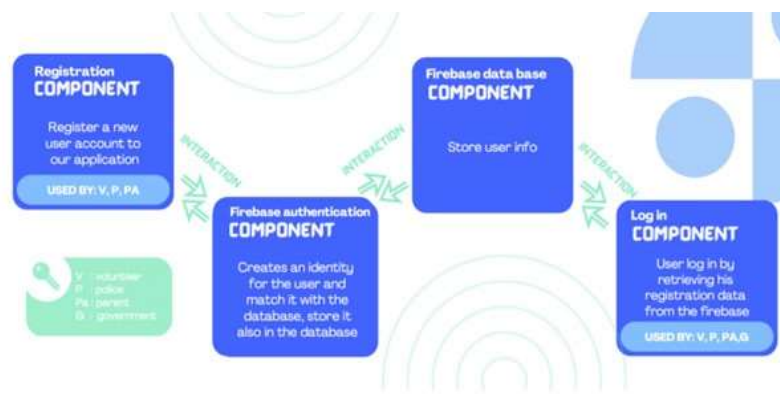 Registration
COMPONENT
Register a new
user account to
our application
USED BY: V, P, PA
INTERACTION
Firebase authentication
COMPONENT
Creates an identity
for the user and
match it with the
database, store it
also in the database
INTERACTION
Firebase data base
COMPONENT
Store user info
INTERACTION
Log in
COMPONENT
User log in by
retrieving his
registration data
from the firebase
USED BY: V, P, PA,G
V : volunteer
P : police
Pa : parent
G : government